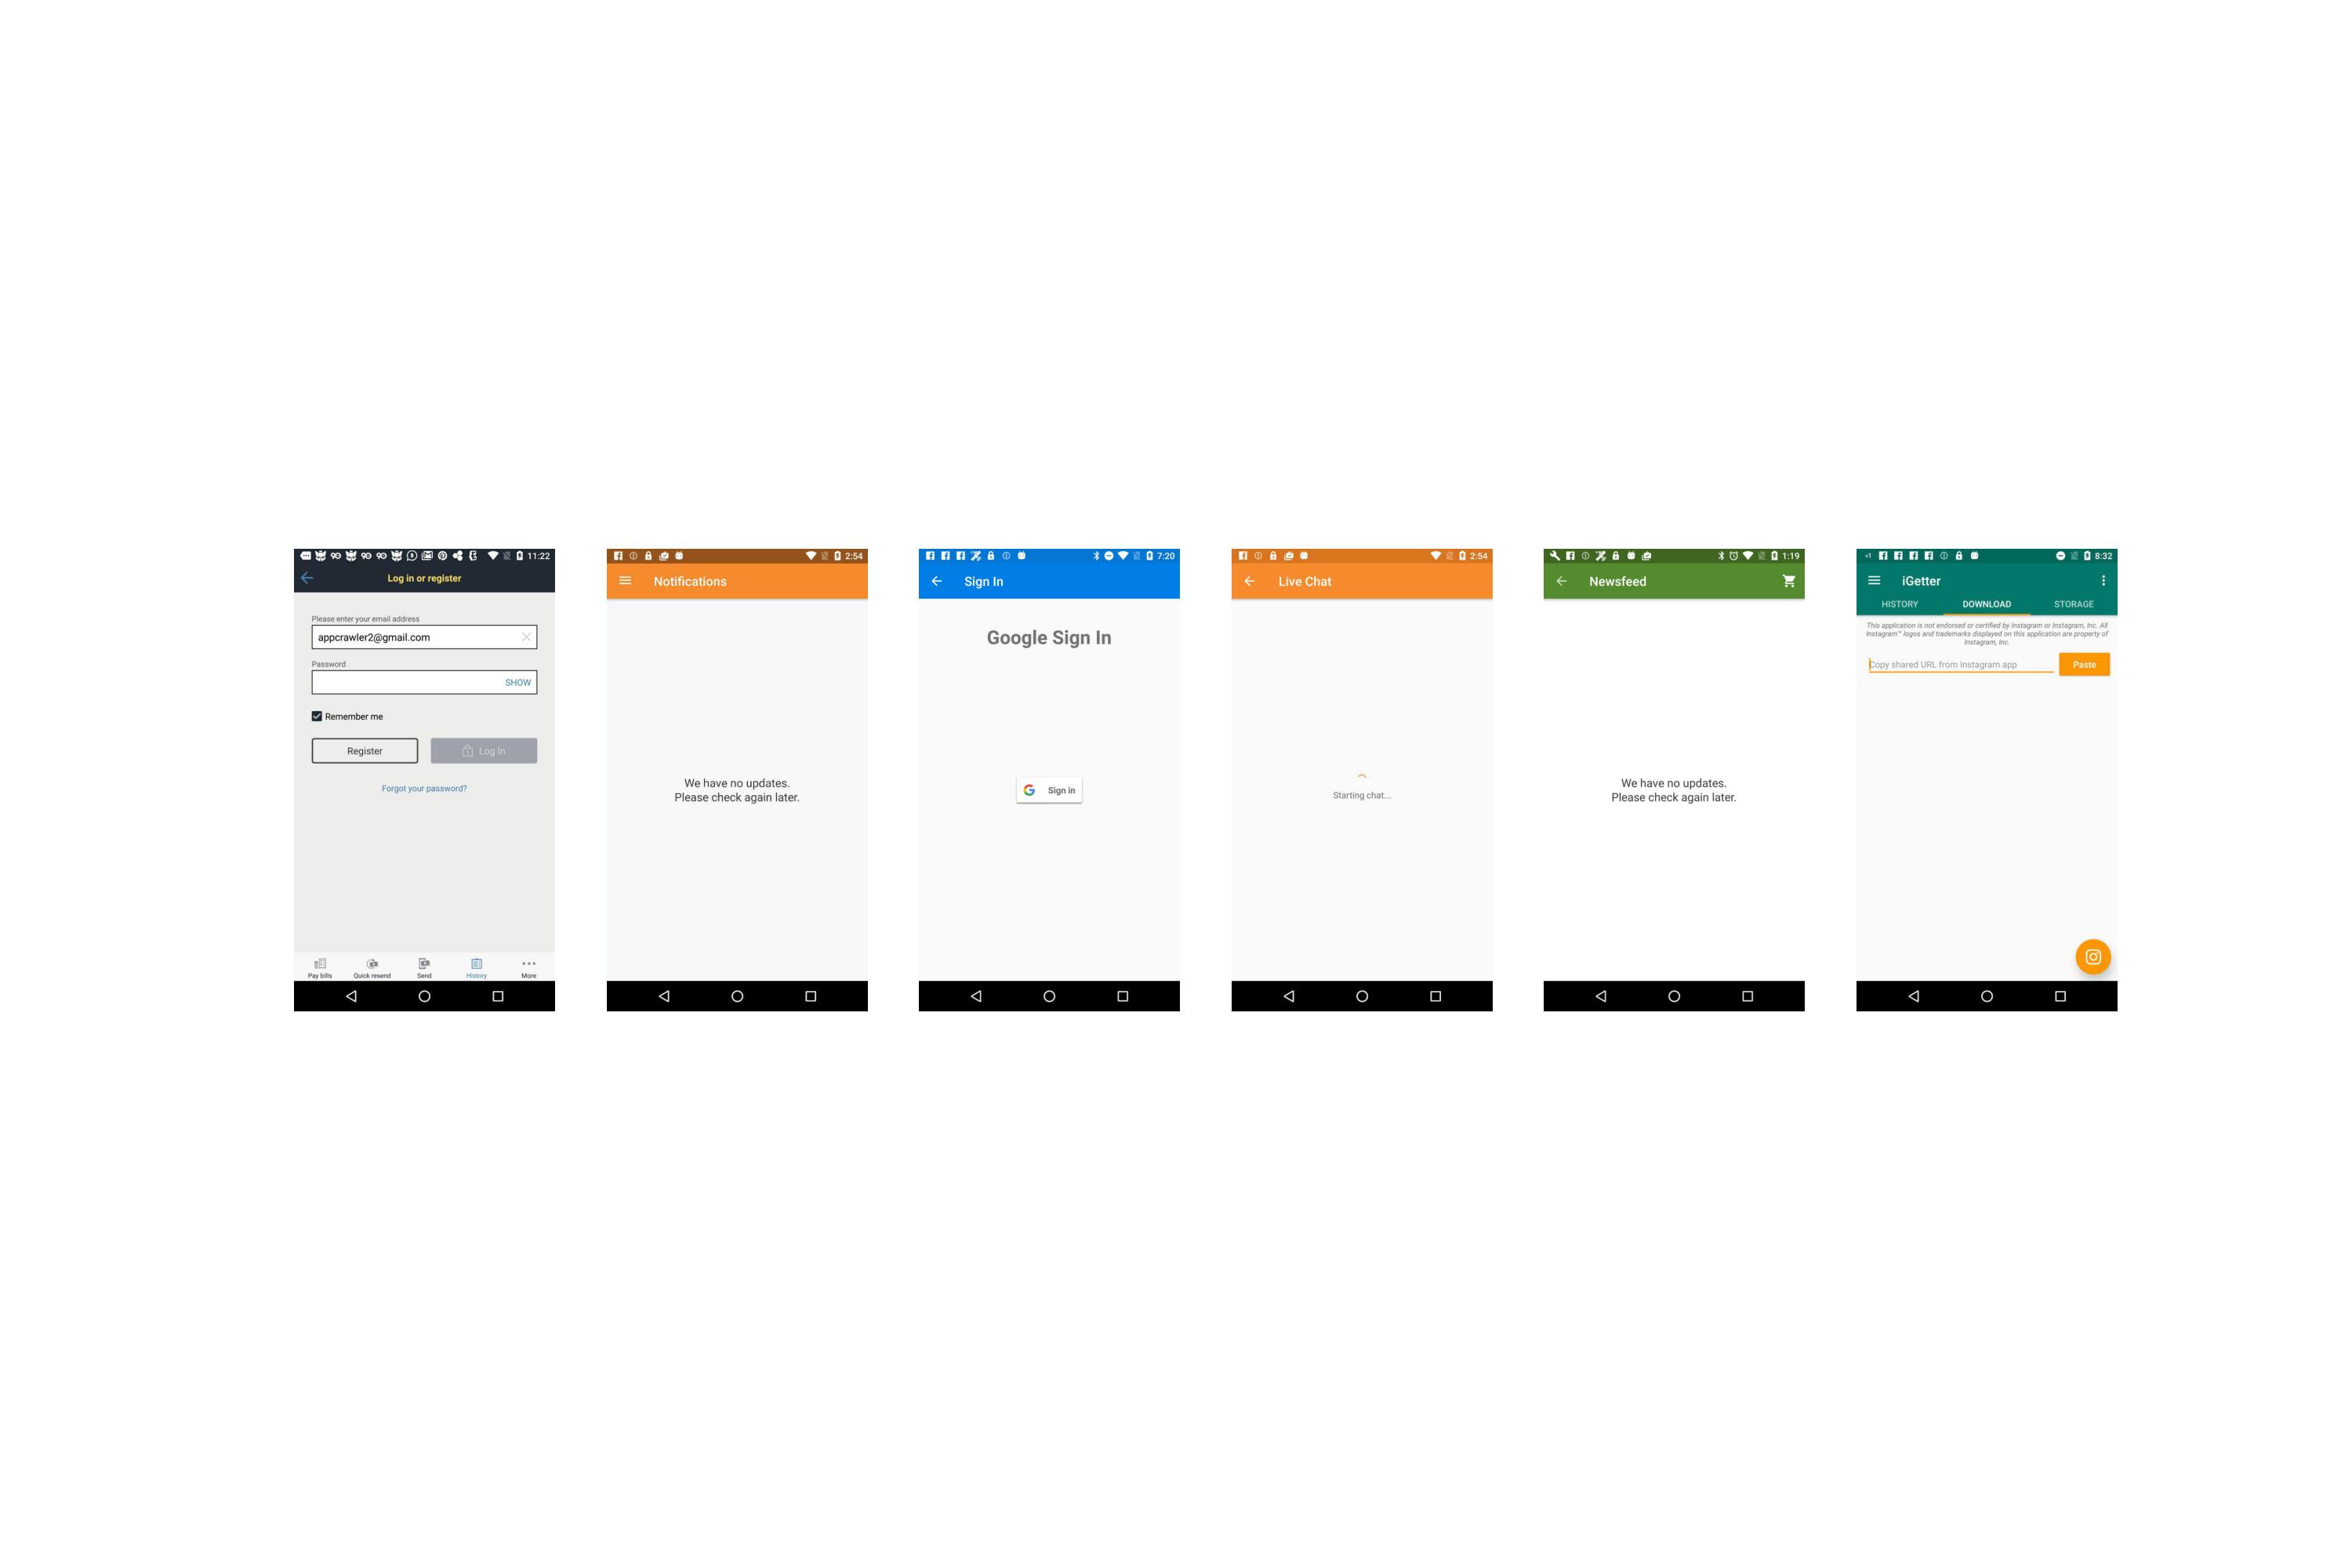 11:22
Log in or register
Please enter your email address
appcrawler2@gmail.com
Password
SHOW
Remember me
Register
Log In
Forgot your password?
Pay bills
Quick resend
Send
History
More
2:54
Notifications
We have no updates.
Please check again later.
7:20
Sign In
Google Sign In
Sign in
2:54
Live Chat
Starting chat...
1:19
Newsfeed
We have no updates.
Please check again later.
+1
8:32
iGetter
HISTORY
DOWNLOAD
STORAGE
This application is not endorsed or certified by Instagram or Instagram, Inc. All
Instagram™ logos and trademarks displayed on this application are property of
Instagram, Inc.
Copy shared URL from Instagram app
Paste